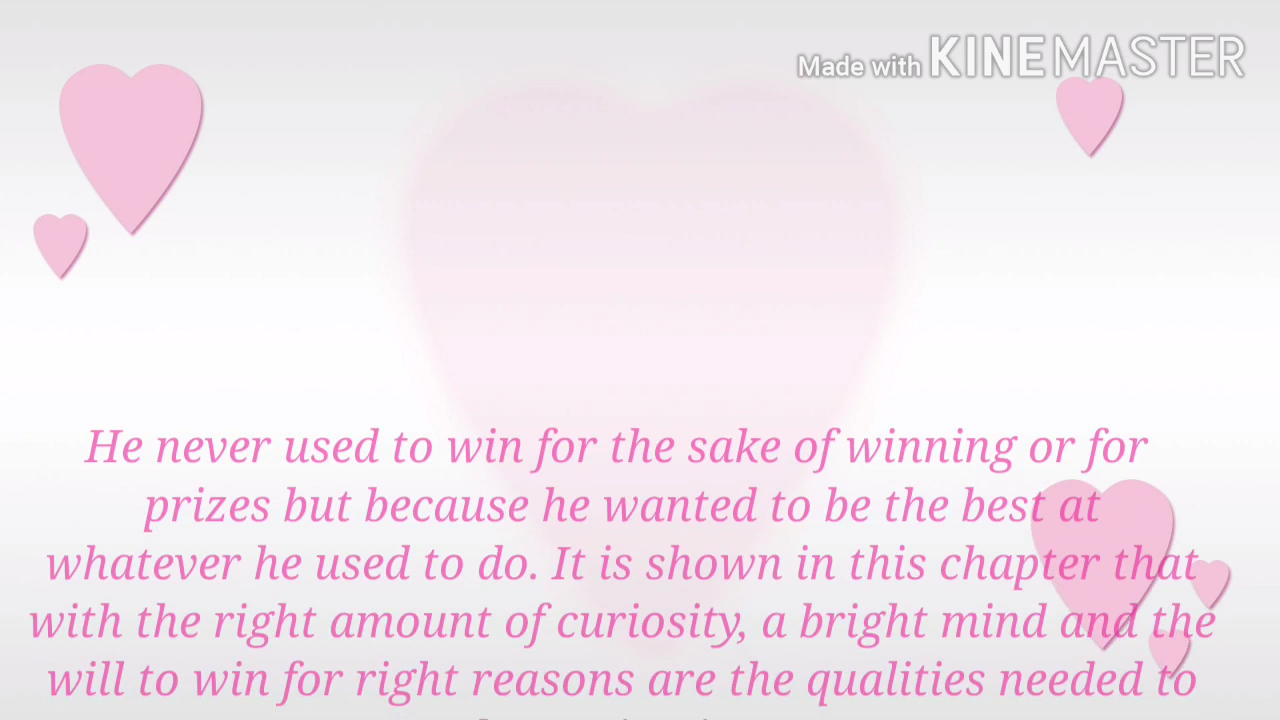 Made with KINEMASTER
He never used to win for the sake of winning or for
prizes but because he wanted to be the best at
whatever he used to do. It is shown in this chapter that
with the right amount of curiosity, a bright mind and the
will to win for right reasons are the qualities needed to